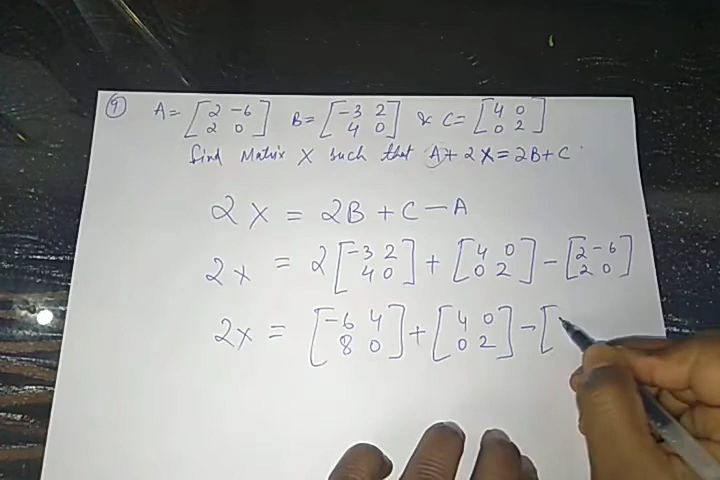 9 A = [2 -6 2 0] B = [-3 2 4 0] & C = [4 0 0 2]
find Matrix X such that A + 2X = 2B + C.
2X = 2B + C - A
2x = 2[-3 2 4 0] + [4 0 0 2] - [2 -6 2 0]
2x = [-6 4 8 0] + [4 0 0 2] - [